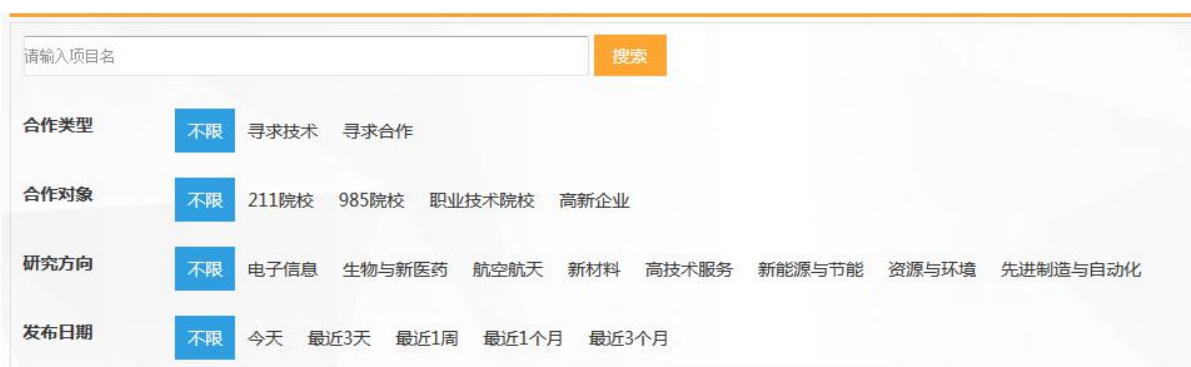 请输入项目名 搜索
合作类型 不限 寻求技术 寻求合作
合作对象 不限 211院校 985院校 职业技术院校 高新企业
研究方向 不限 电子信息 生物与新医药 航空航天 新材料 高技术服务 新能源与节能 资源与环境 先进制造与自动化
发布日期 不限 今天 最近3天 最近1周 最近1个月 最近3个月